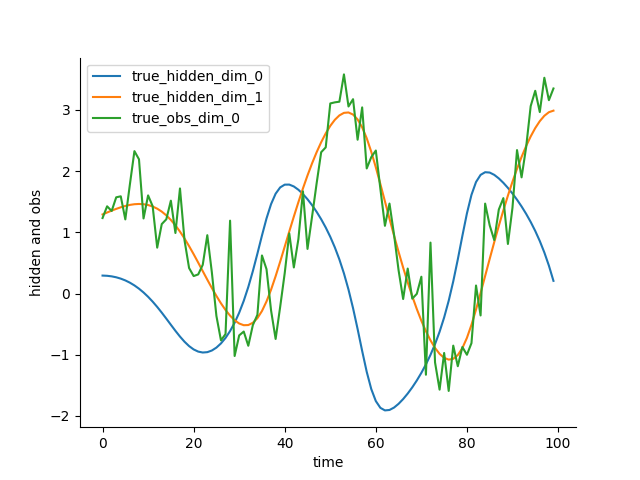 true_hidden_dim_0
true_hidden_dim_1
true_obs_dim_0
hidden and obs
3
2
1
0
−1
−2
0 20 40 60 80 100
time